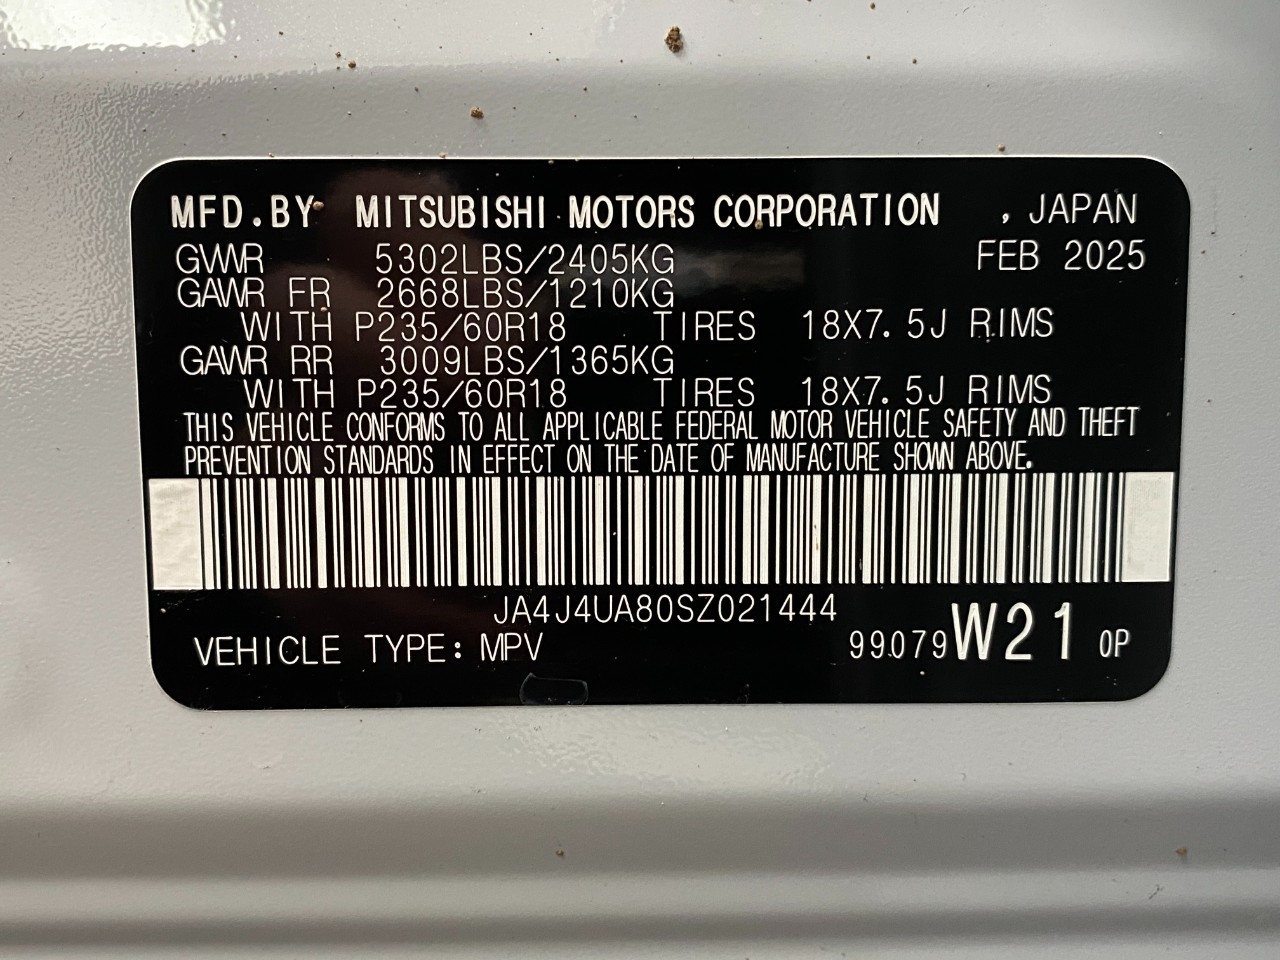 MFD.BY MITSUBISHI MOTORS CORPORATION , JAPAN
GVWR 5302LBS/2405KG FEB 2025
GAWR FR 2668LBS/1210KG
WITH P235/60R18 TIRES 18X7.5J RIMS
GAWR RR 3009LBS/1365KG
WITH P235/60R18 TIRES 18X7.5J RIMS
THIS VEHICLE CONFORMS TO ALL APPLICABLE FEDERAL MOTOR VEHICLE SAFETY AND THEFT
PREVENTION STANDARDS IN EFFECT ON THE DATE OF MANUFACTURE SHOWN ABOVE.
JA4J4UA80SZ021444
VEHICLE TYPE: MPV 99079 W21 0P